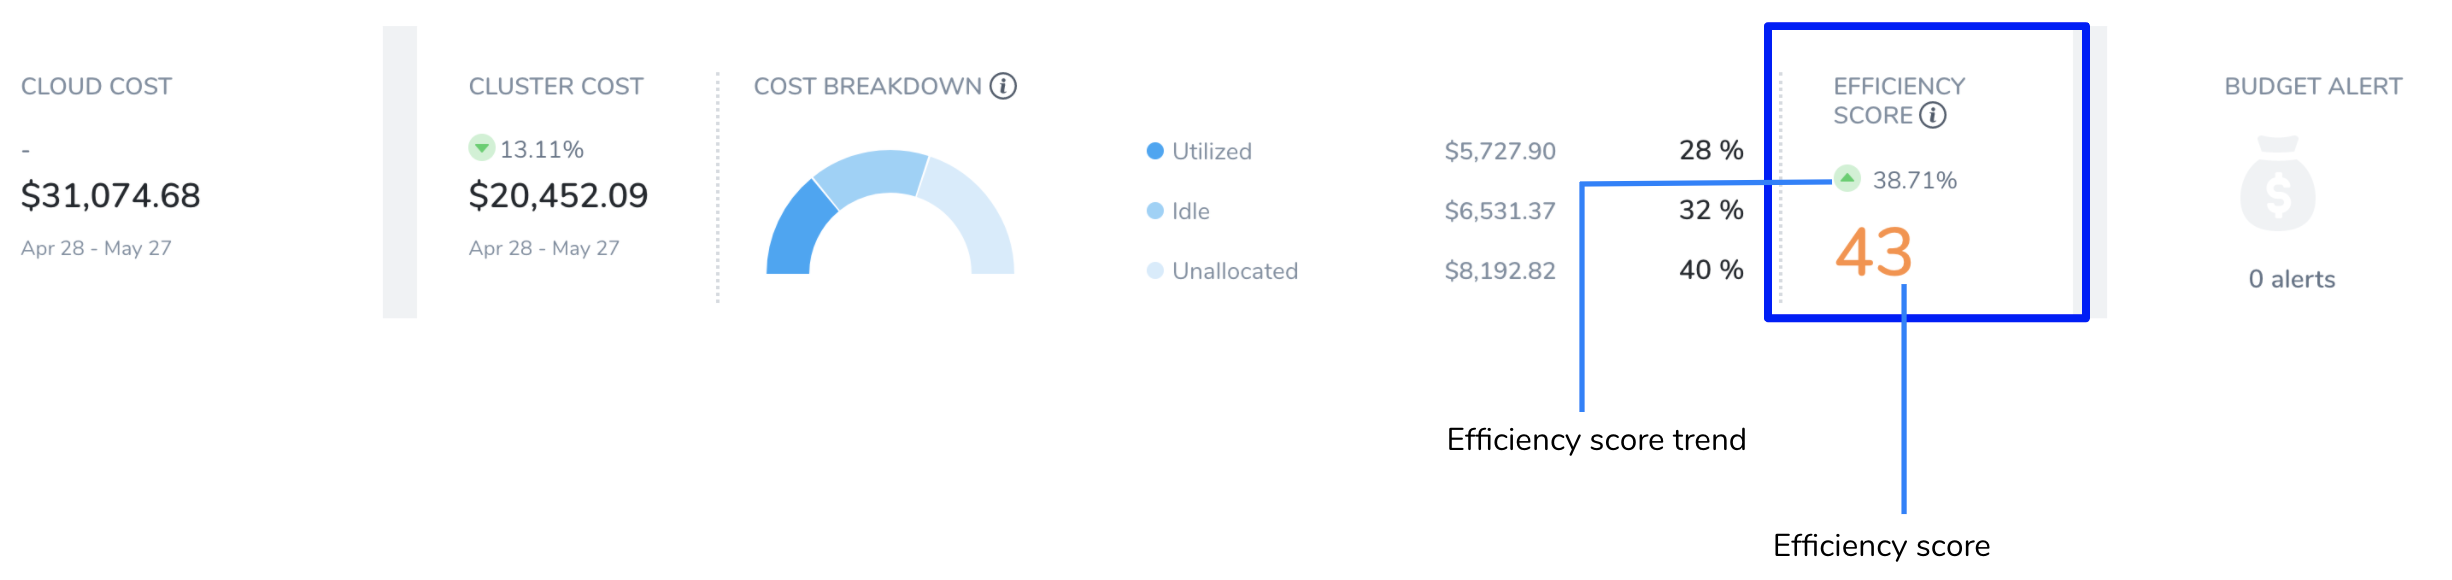 CLOUD COST
-
$31,074.68
Apr 28 - May 27
CLUSTER COST
13.11%
$20,452.09
Apr 28 - May 27
COST BREAKDOWN i
Utilized $5,727.90 28 %
Idle $6,531.37 32 %
Unallocated $8,192.82 40 %
EFFICIENCY
SCORE i
38.71%
43
BUDGET ALERT
$
0 alerts
Efficiency score trend
Efficiency score